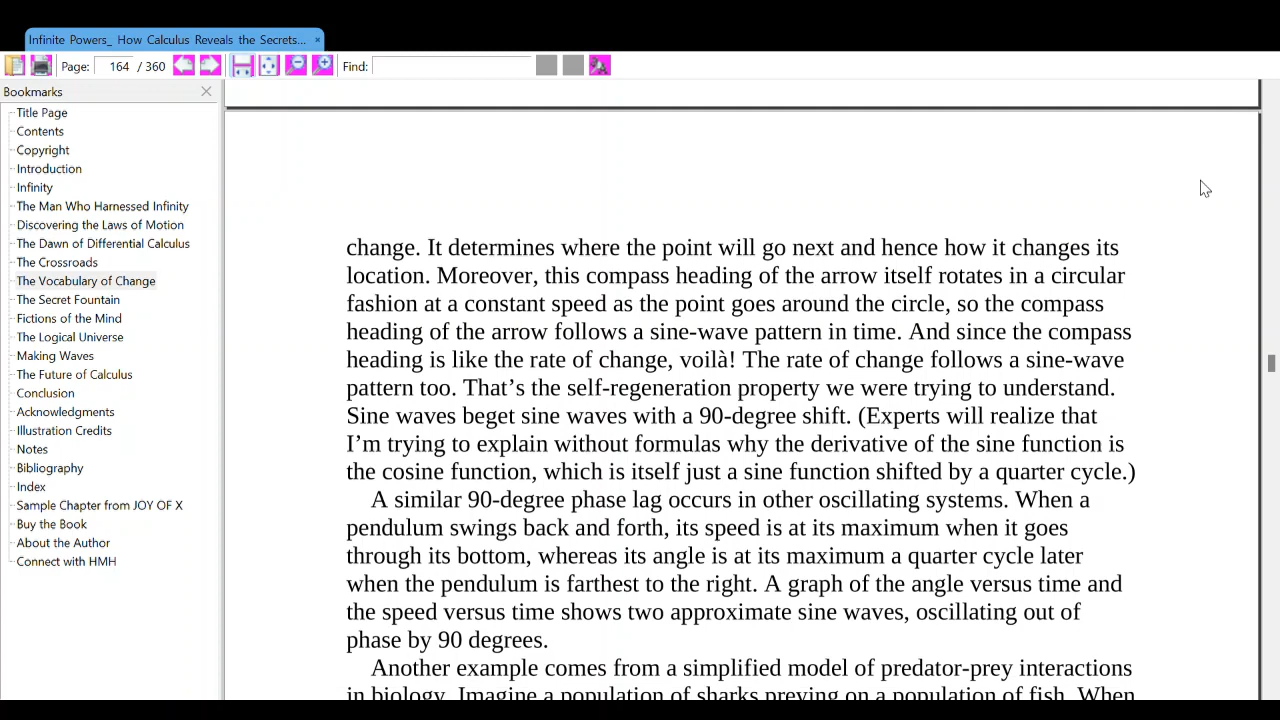 Infinite Powers_ How Calculus Reveals the Secrets... ×
Page: 164 / 360 Find:
Bookmarks
Title Page
Contents
Copyright
Introduction
Infinity
The Man Who Harnessed Infinity
Discovering the Laws of Motion
The Dawn of Differential Calculus
The Crossroads
The Vocabulary of Change
The Secret Fountain
Fictions of the Mind
The Logical Universe
Making Waves
The Future of Calculus
Conclusion
Acknowledgments
Illustration Credits
Notes
Bibliography
Index
Sample Chapter from JOY OF X
Buy the Book
About the Author
Connect with HMH
change. It determines where the point will go next and hence how it changes its
location. Moreover, this compass heading of the arrow itself rotates in a circular
fashion at a constant speed as the point goes around the circle, so the compass
heading of the arrow follows a sine-wave pattern in time. And since the compass
heading is like the rate of change, voilà! The rate of change follows a sine-wave
pattern too. That’s the self-regeneration property we were trying to understand.
Sine waves beget sine waves with a 90-degree shift. (Experts will realize that
I’m trying to explain without formulas why the derivative of the sine function is
the cosine function, which is itself just a sine function shifted by a quarter cycle.)
A similar 90-degree phase lag occurs in other oscillating systems. When a
pendulum swings back and forth, its speed is at its maximum when it goes
through its bottom, whereas its angle is at its maximum a quarter cycle later
when the pendulum is farthest to the right. A graph of the angle versus time and
the speed versus time shows two approximate sine waves, oscillating out of
phase by 90 degrees.
Another example comes from a simplified model of predator-prey interactions
in biology. Imagine a population of sharks preying on a population of fish. When